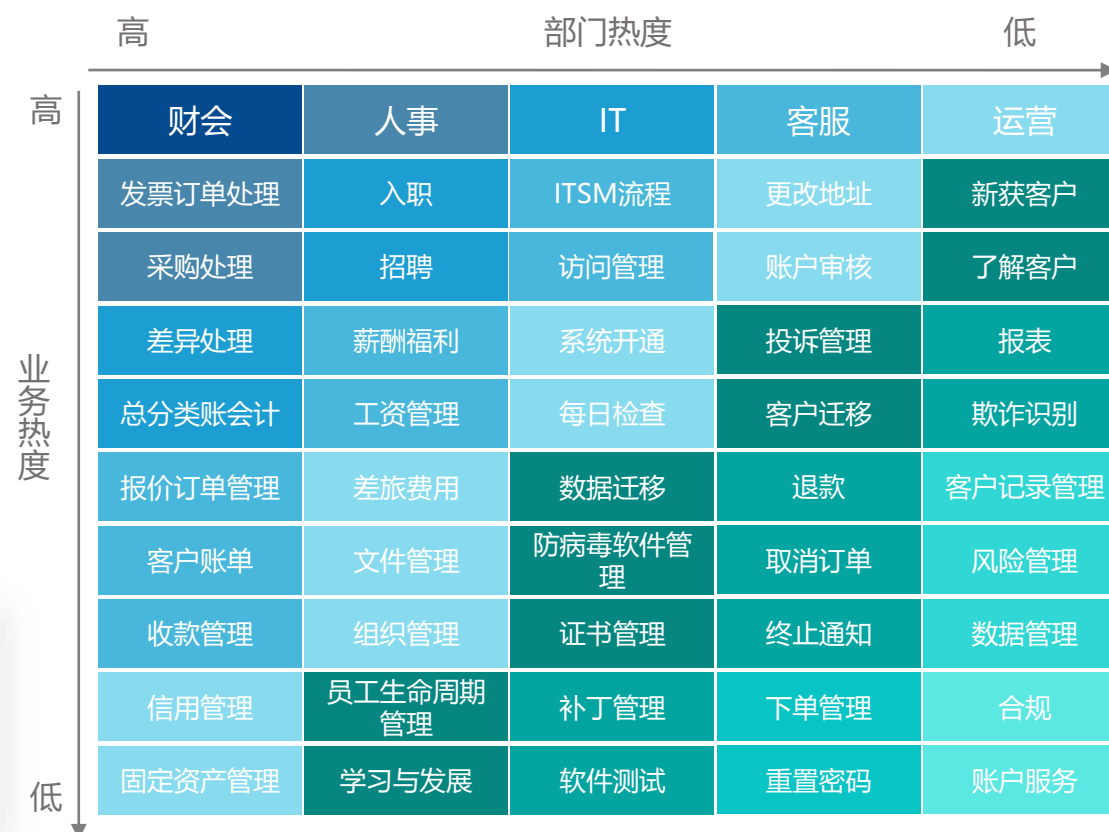 高 部门热度 低
高
财会 人事 IT 客服 运营
发票订单处理 入职 ITSM流程 更改地址 新获客户
采购处理 招聘 访问管理 账户审核 了解客户
差异处理 薪酬福利 系统开通 投诉管理 报表
业务热度
总分类账会计 工资管理 每日检查 客户迁移 欺诈识别
报价订单管理 差旅费用 数据迁移 退款 客户记录管理
客户账单 文件管理 防病毒软件管
理 取消订单 风险管理
收款管理 组织管理 证书管理 终止通知 数据管理
信用管理 员工生命周期
管理 补丁管理 下单管理 合规
固定资产管理 学习与发展 软件测试 重置密码 账户服务
低